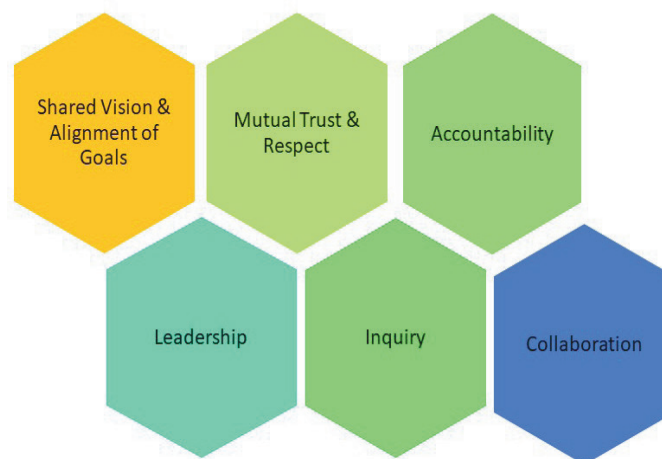 Shared Vision &
Alignment of
Goals
Mutual Trust &
Respect
Accountability
Leadership
Inquiry
Collaboration